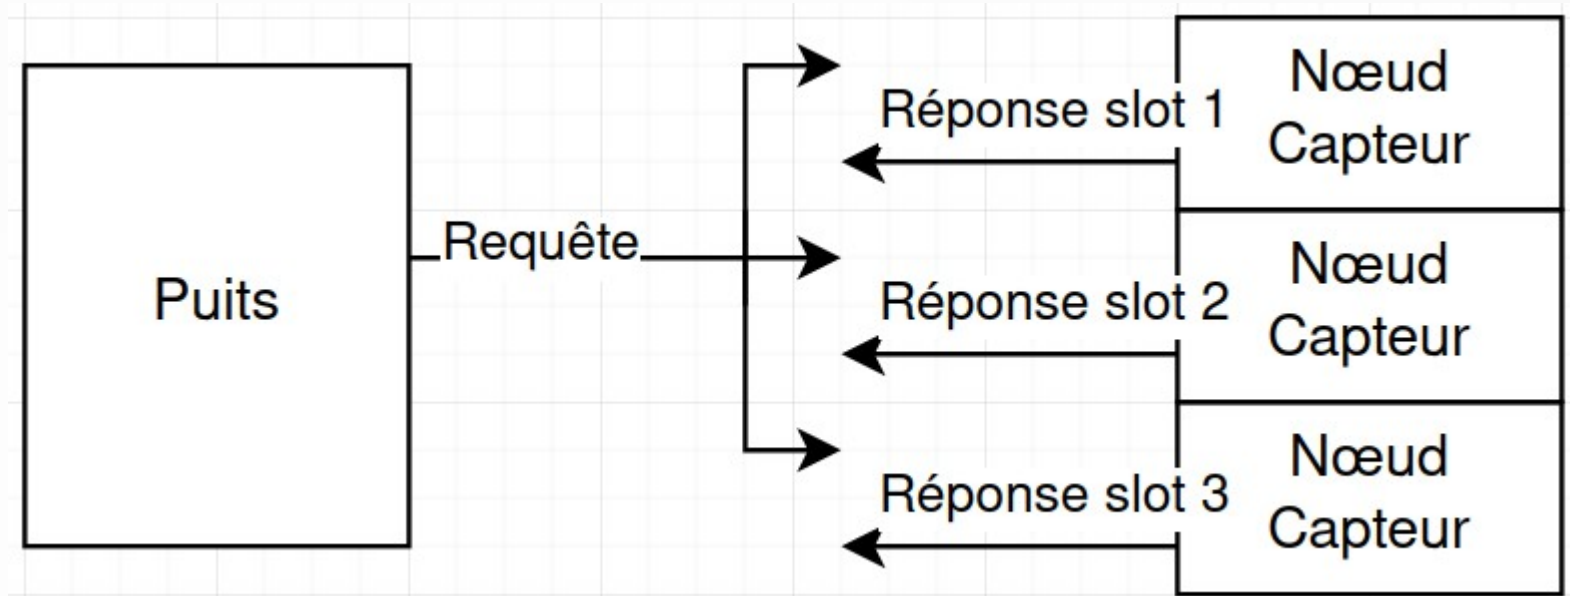 Puits
Requête
Réponse slot 1
Réponse slot 2
Réponse slot 3
Nœud
Capteur
Nœud
Capteur
Nœud
Capteur